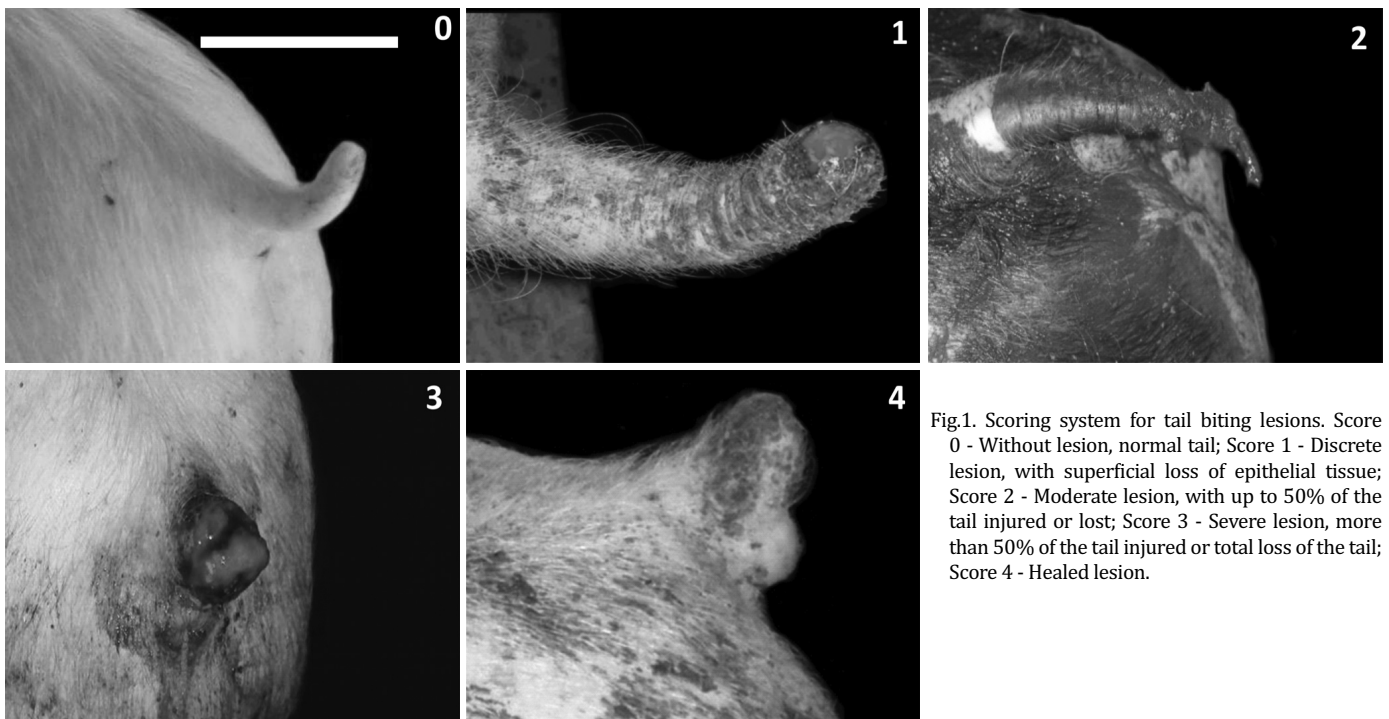 0
1
2
3
4
Fig.1. Scoring system for tail biting lesions. Score
0 - Without lesion, normal tail; Score 1 - Discrete
lesion, with superficial loss of epithelial tissue;
Score 2 - Moderate lesion, with up to 50% of the
tail injured or lost; Score 3 - Severe lesion, more
than 50% of the tail injured or total loss of the tail;
Score 4 - Healed lesion.